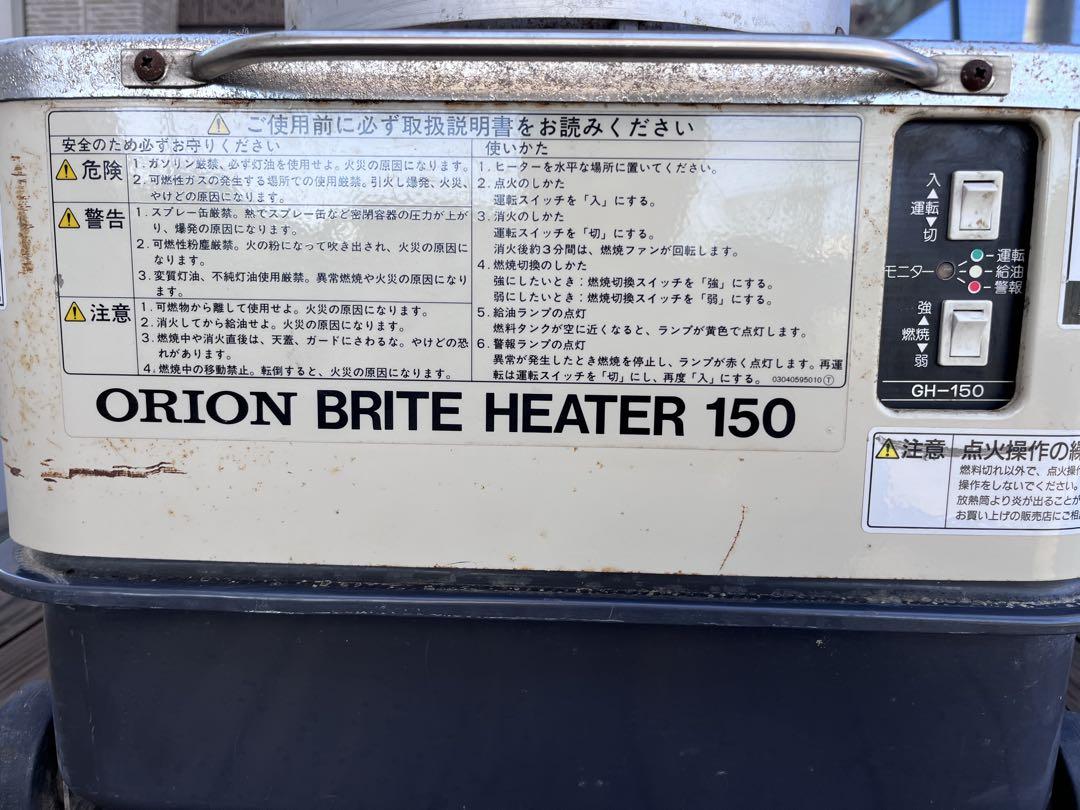 ご使用前に必ず取扱説明書をお読みください
安全のため必ずお守りください
危険
1. ガソリン厳禁、必ず灯油を使用せよ。火災の原因になります。
2. 可燃性ガスの発生する場所での使用厳禁。引火し爆発、火災、
やけどの原因になります。
警告
1. スプレー缶厳禁。熱でスプレー缶など密閉容器の圧力が上が
り、爆発の原因になります。
2. 可燃性粉塵厳禁。火の粉になって吹き出され、火災の原因に
なります。
3. 変質灯油、不純灯油使用厳禁。異常燃焼や火災の原因になり
ます。
注意
1. 可燃物から離して使用せよ。火災の原因になります。
2. 消火してから給油せよ。火災の原因になります。
3. 燃焼中や消火直後は、天蓋、ガードにさわるな。やけどの恐
れがあります。
4. 燃焼中の移動禁止。転倒すると、火災の原因になります。
使いかた
1. ヒーターを水平な場所に置いてください。
2. 点火のしかた
運転スイッチを「入」にする。
3. 消火のしかた
運転スイッチを「切」にする。
消火後約3分間は、燃焼ファンが回転します。
4. 燃焼切換のしかた
強にしたいとき：燃焼切換スイッチを「強」にする。
弱にしたいとき：燃焼切換スイッチを「弱」にする。
5. 給油ランプの点灯
燃料タンクが空に近くなると、ランプが黄色で点灯します。
6. 警報ランプの点灯
異常が発生したとき燃焼を停止し、ランプが赤く点灯します。再運
転は運転スイッチを「切」にし、再度「入」にする。 03040595010 Ⓣ
ORION BRITE HEATER 150
入
▲
運転
▼
切
モニター
運転
給油
警報
強
▲
燃焼
▼
弱
GH-150
注意
点火操作の繰
燃料切れ以外で、点火操作
操作をしないでください。
放熱筒より炎が出ることが
お買い上げの販売店にご相